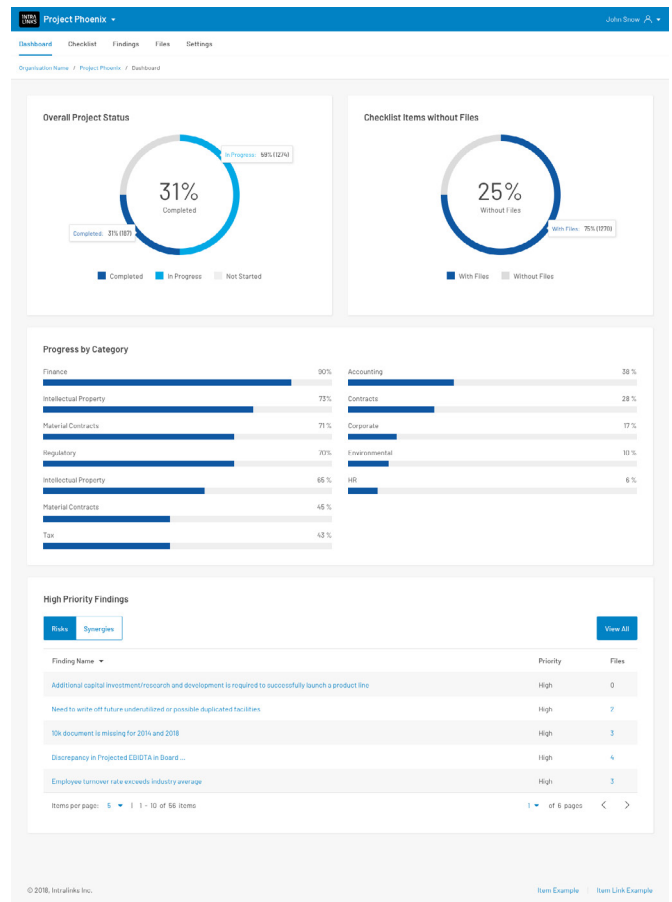 INTRA
LINKS
Project Phoenix
John Snow
Dashboard Checklist Findings Files Settings
Organisation Name / Project Phoenix / Dashboard
Overall Project Status
In Progress: 59% (1274)
31%
Completed
Completed: 31% (187)
Completed In Progress Not Started
Checklist Items without Files
25%
Without Files
With Files: 75% (1270)
With Files Without Files
Progress by Category
Finance 90%
Intellectual Property 73%
Material Contracts 71 %
Regulatory 70%
Intellectual Property 65 %
Material Contracts 45 %
Tax 43 %
Accounting 38 %
Contracts 28 %
Corporate 17 %
Environmental 10 %
HR 6 %
High Priority Findings
Risks Synergies View All
Finding Name Priority Files
Additional capital investment/research and development is required to successfully launch a product line High 0
Need to write off future underutilized or possible duplicated facilities High 2
10k document is missing for 2014 and 2018 High 3
Discrepancy in Projected EBIDTA in Board ... High 4
Employee turnover rate exceeds industry average High 3
Items per page: 5 | 1 - 10 of 56 items 1 of 6 pages
© 2018, Intralinks Inc. Item Example | Item Link Example